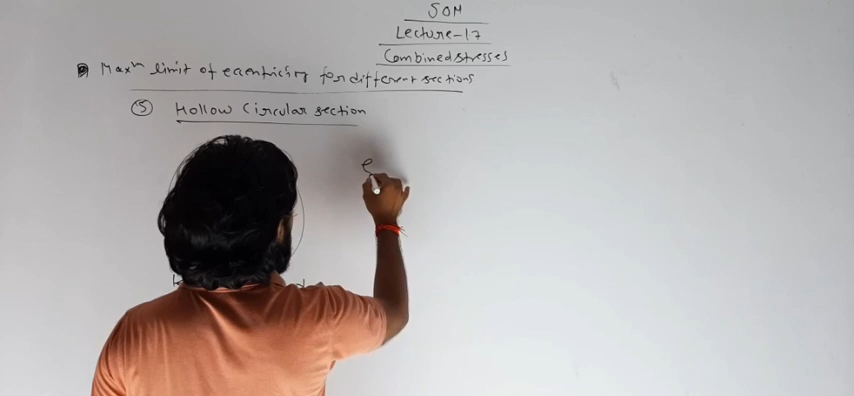 SOM
Lecture-17
Combined stresses
Maxm limit of eccentricity for different sections
⑤ Hollow Circular section
e